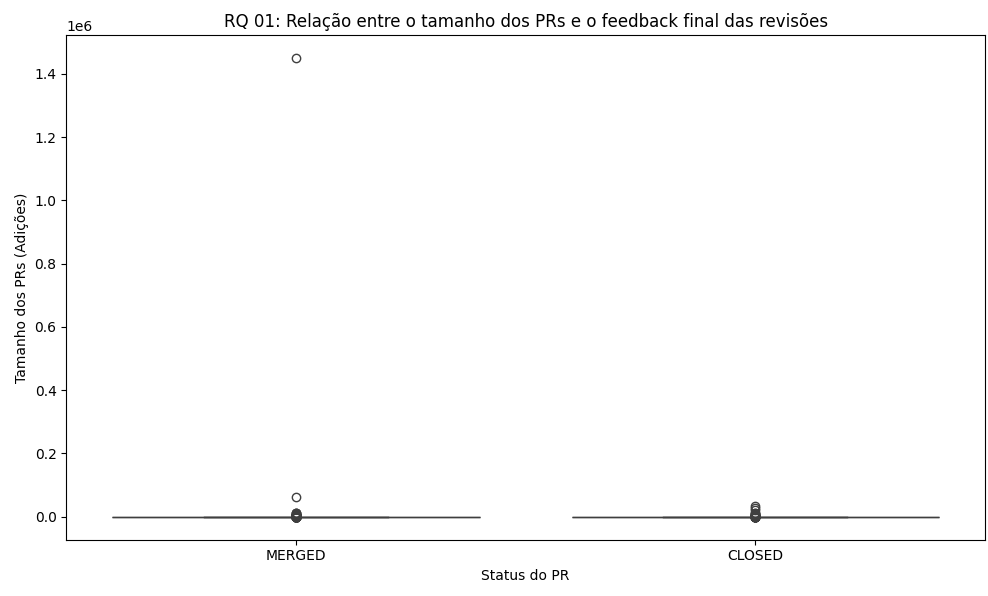 RQ 01: Relação entre o tamanho dos PRs e o feedback final das revisões
1e6
1.4
1.2
1.0
0.8
0.6
0.4
0.2
0.0
Tamanho dos PRs (Adições)
MERGED CLOSED
Status do PR